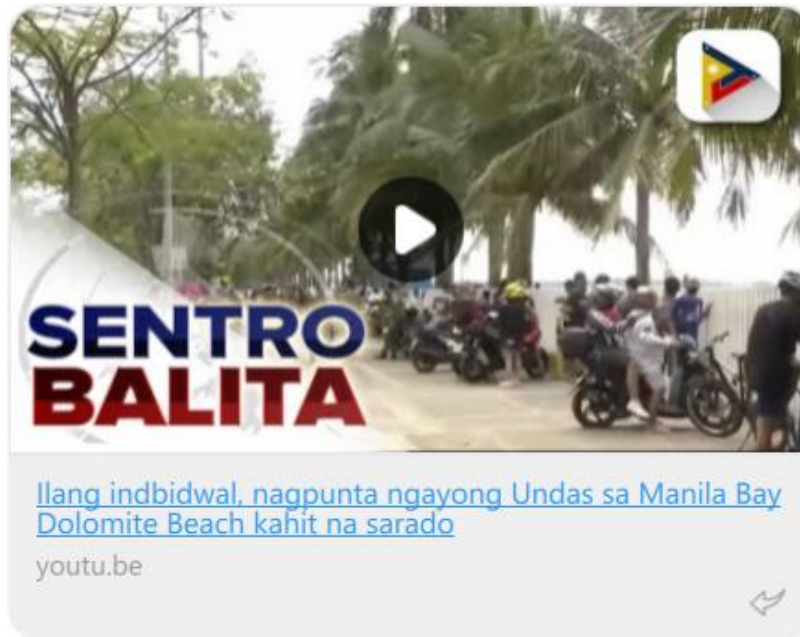 SENTRO
BALITA
Ilang indbidwal, nagpunta ngayong Undas sa Manila Bay
Dolomite Beach kahit na sarado
youtu.be